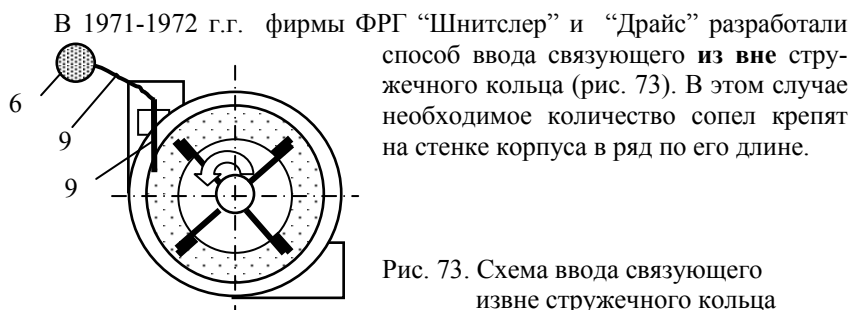 В 1971-1972 г.г. фирмы ФРГ “Шнитслер” и “Драйс” разработали
способ ввода связующего из вне стру-
жечного кольца (рис. 73). В этом случае
необходимое количество сопел крепят
на стенке корпуса в ряд по его длине.
6
9
9
Рис. 73. Схема ввода связующего
извне стружечного кольца